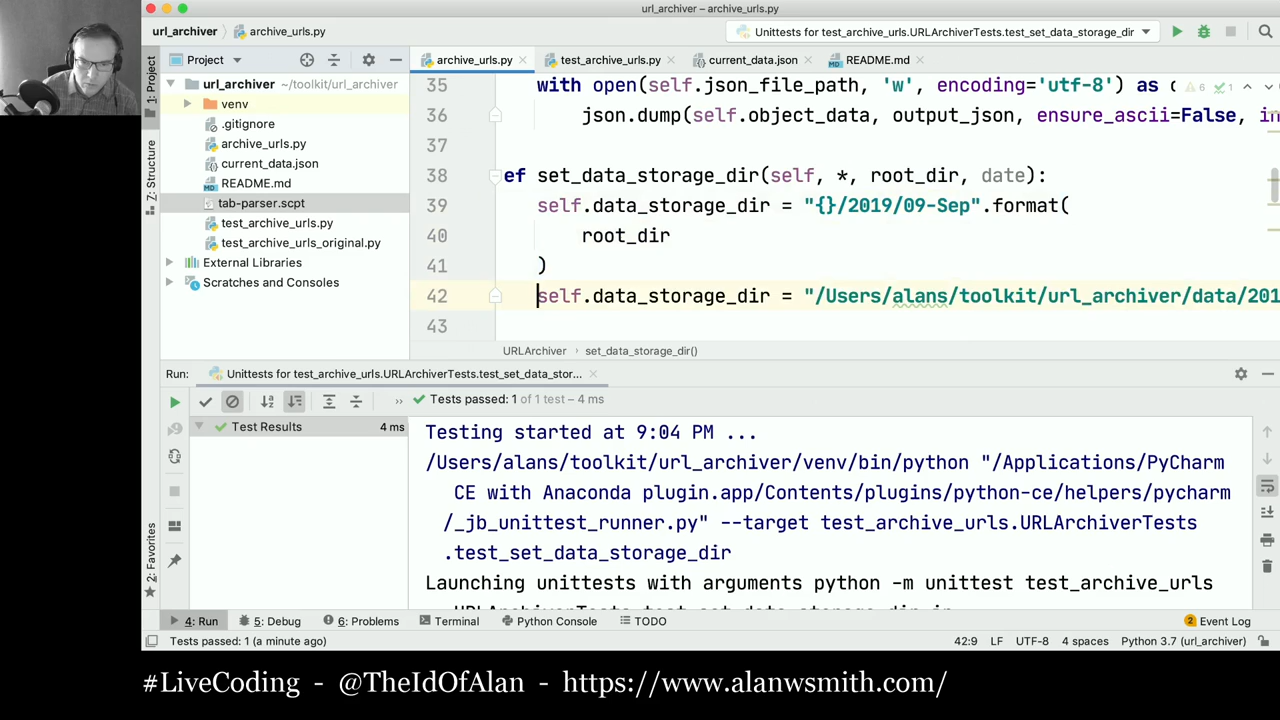 url_archiver – archive_urls.py
url_archiver archive_urls.py Unittests for test_archive_urls.URLArchiverTests.test_set_data_storage_dir
Project archive_urls.py test_archive_urls.py current_data.json README.md
1: Project
Z: Structure
2: Favorites
url_archiver ~/toolkit/url_archiver
venv
.gitignore
archive_urls.py
current_data.json
README.md
tab-parser.scpt
test_archive_urls.py
test_archive_urls_original.py
External Libraries
Scratches and Consoles
35 with open(self.json_file_path, 'w', encoding='utf-8') as 6 1
36 json.dump(self.object_data, output_json, ensure_ascii=False, in
37
38 ef set_data_storage_dir(self, *, root_dir, date):
39 self.data_storage_dir = "{}/2019/09-Sep".format(
40 root_dir
41 )
42 self.data_storage_dir = "/Users/alans/toolkit/url_archiver/data/201
43
URLArchiver › set_data_storage_dir()
Run: Unittests for test_archive_urls.URLArchiverTests.test_set_data_stor...
›› Tests passed: 1 of 1 test – 4 ms
Test Results 4 ms
Testing started at 9:04 PM ...
/Users/alans/toolkit/url_archiver/venv/bin/python "/Applications/PyCharm
CE with Anaconda plugin.app/Contents/plugins/python-ce/helpers/pycharm
/_jb_unittest_runner.py" --target test_archive_urls.URLArchiverTests
.test_set_data_storage_dir
Launching unittests with arguments python -m unittest test_archive_urls
4: Run 5: Debug 6: Problems Terminal Python Console TODO 2 Event Log
Tests passed: 1 (a minute ago) 42:9 LF UTF-8 4 spaces Python 3.7 (url_archiver)
#LiveCoding - @TheIdOfAlan - https://www.alanwsmith.com/